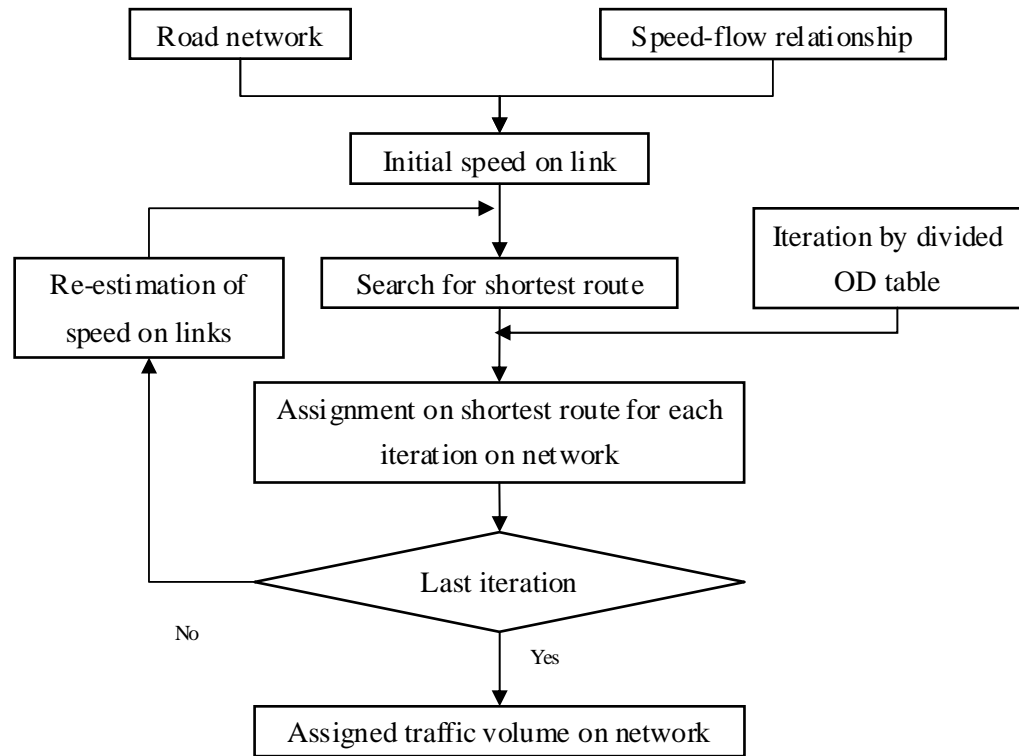 Road network
Speed-flow relationship
Initial speed on link
Iteration by divided
OD table
Re-estimation of
speed on links
Search for shortest route
Assignment on shortest route for each
iteration on network
Last iteration
No
Yes
Assigned traffic volume on network